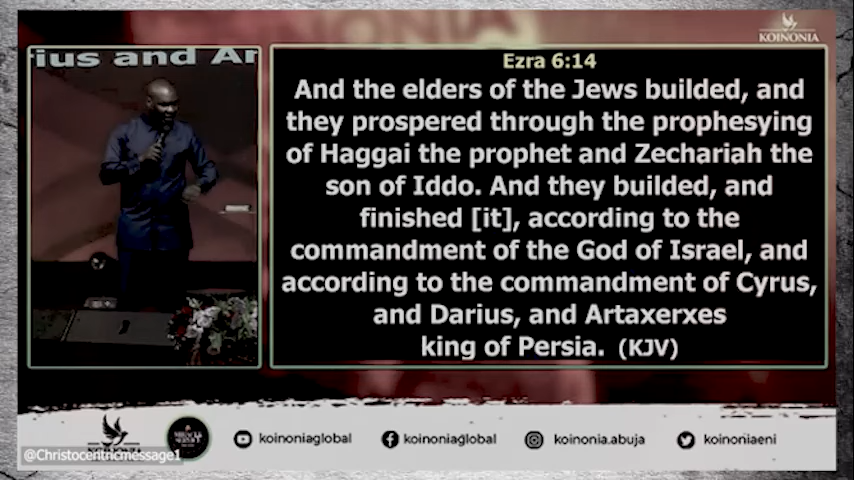 KOINONIA
ius and Ar
Ezra 6:14
And the elders of the Jews builded, and
they prospered through the prophesying
of Haggai the prophet and Zechariah the
son of Iddo. And they builded, and
finished [it], according to the
commandment of the God of Israel, and
according to the commandment of Cyrus,
and Darius, and Artaxerxes
king of Persia. (KJV)
MIRACLE
SERVICE
koinoniaglobal
koinoniaglobal
koinonia.abuja
koinoniaeni
@Christocentricmessage1